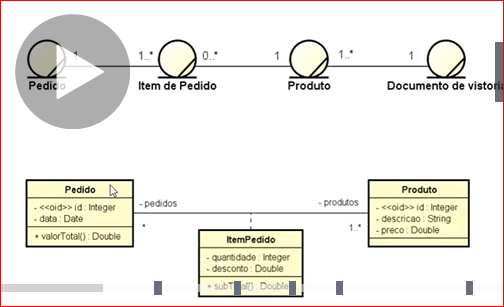 1 1..* 0..* 1 1..* 1
Pedido Item de Pedido Produto Documento de vistoria
Pedido
- <<oid>> id : Integer
- data : Date
+ valorTotal() : Double
- pedidos
*
- produtos
1..*
Produto
- <<oid>> id : Integer
- descricao : String
- preco : Double
ItemPedido
- quantidade : Integer
- desconto : Double
+ subTotal() : Double